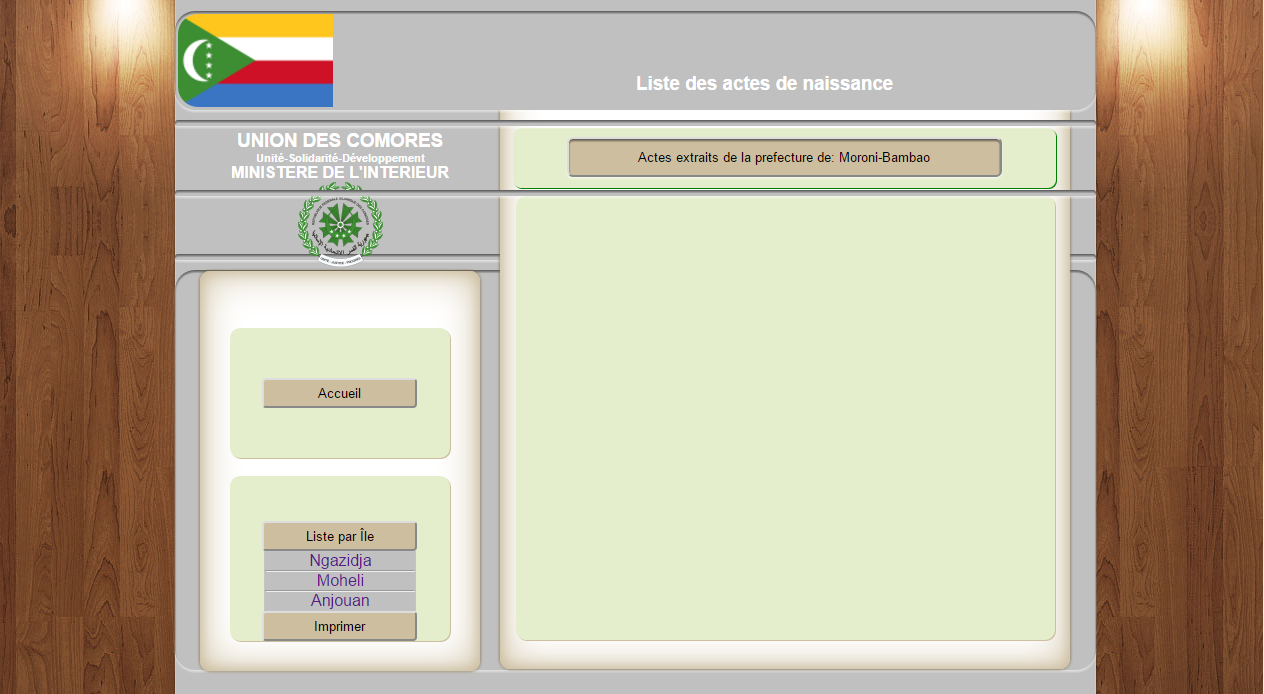 Liste des actes de naissance
UNION DES COMORES
Unité-Solidarité-Développement
MINISTERE DE L'INTERIEUR
Actes extraits de la prefecture de: Moroni-Bambao
Accueil
Liste par Île
Ngazidja
Moheli
Anjouan
Imprimer